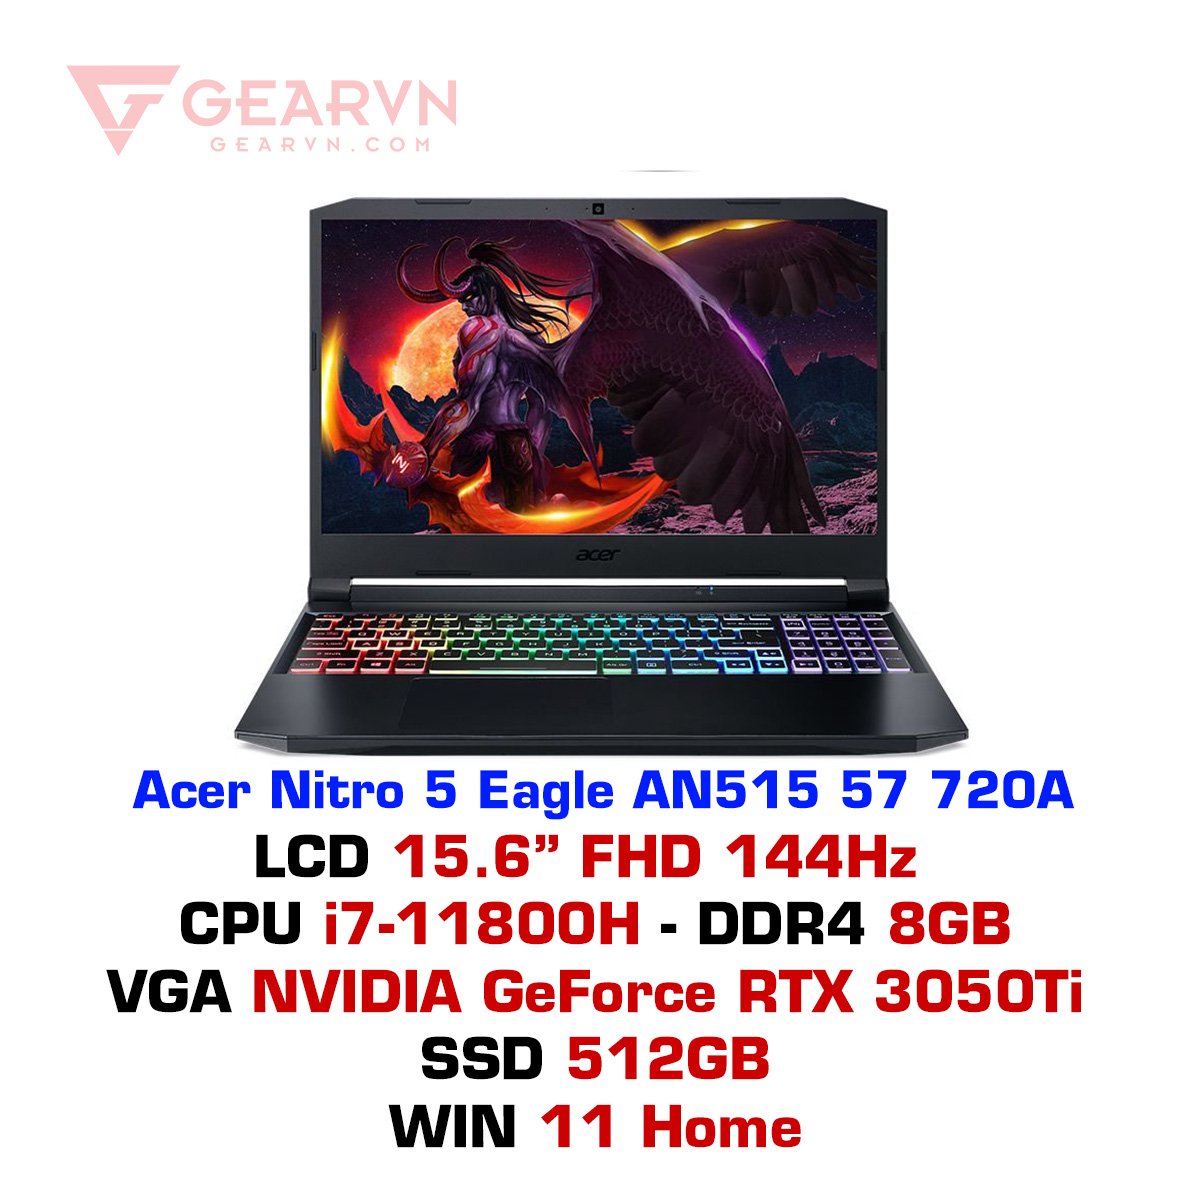 GEARVN
GEARVN.COM
acer
Acer Nitro 5 Eagle AN515 57 720A
LCD 15.6” FHD 144Hz
CPU i7-11800H - DDR4 8GB
VGA NVIDIA GeForce RTX 3050Ti
SSD 512GB
WIN 11 Home